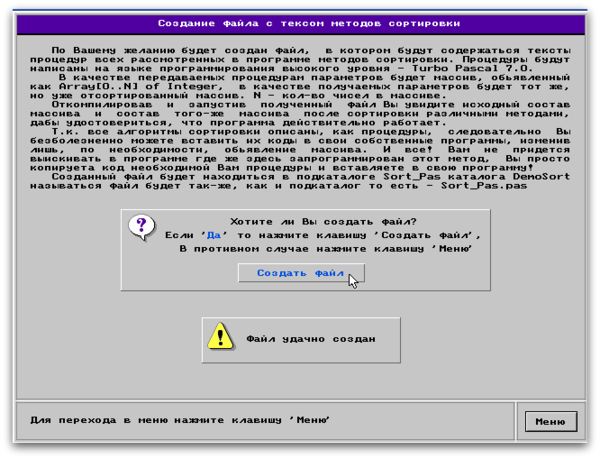 Создание файла с тексом методов сортировки
По Вашему желанию будет создан файл, в котором будут содержаться тексты
процедур всех рассмотренных в программе методов сортировки. Процедуры будут
написаны на языке программирования высокого уровня - Turbo Pascal 7.0.
В качестве передаваемых процедурам параметров будет массив, обьявленный
как Array[0..N] of Integer, в качестве получаемых параметров будет тот же,
но уже отсортированный массив. N - кол-во чисел в массиве.
Откомпилировав и запустив полученный файл Вы увидите исходный состав
массива и состав того-же массива после сортировки различными методами,
дабы удостовериться, что программа действительно работает.
Т.к. все алгоритмы сортировки описаны, как процедуры, следовательно Вы
безболезненно можете вставить их коды в свои собственные программы, изменив
лишь, по необходимости, обьявление массива. И все! Вам не придется
выискивать в программе где же здесь запрограммирован этот метод, Вы просто
копируета код необходимой Вам процедуры и вставляете в свою программу!
Созданный файл будет находиться в подкаталоге Sort_Pas каталога DemoSort
называться файл будет так-же, как и подкаталог то есть - Sort_Pas.pas
Хотите ли Вы создать файл?
Если 'Да' то нажмите клавишу 'Создать файл',
В противном случае нажмите клавишу 'Меню'
Создать файл
Файл удачно создан
Для перехода в меню нажмите клавишу 'Меню'
Меню